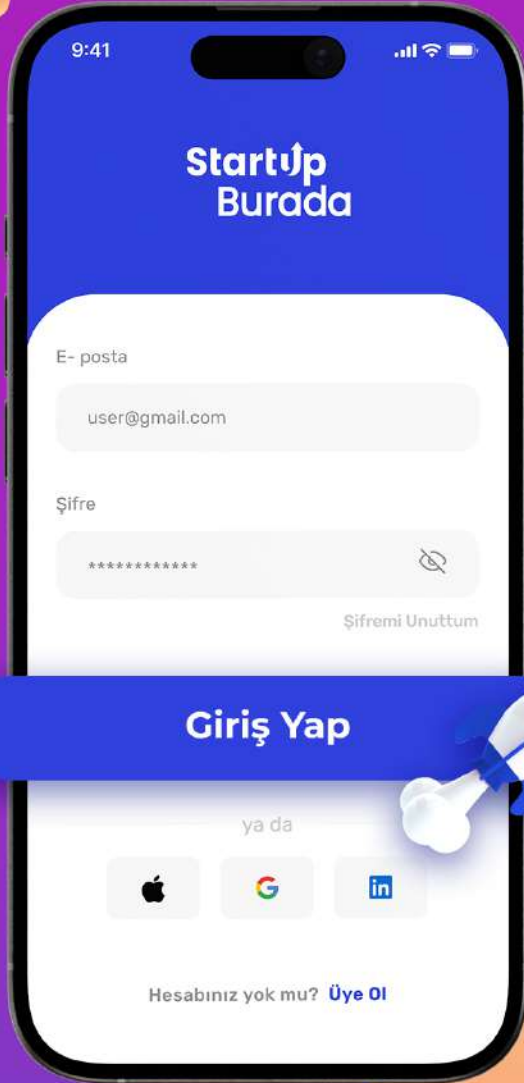 9:41
Startup
Burada
E- posta
user@gmail.com
Şifre
************
Şifremi Unuttum
Giriş Yap
ya da
in
Hesabınız yok mu? Üye Ol